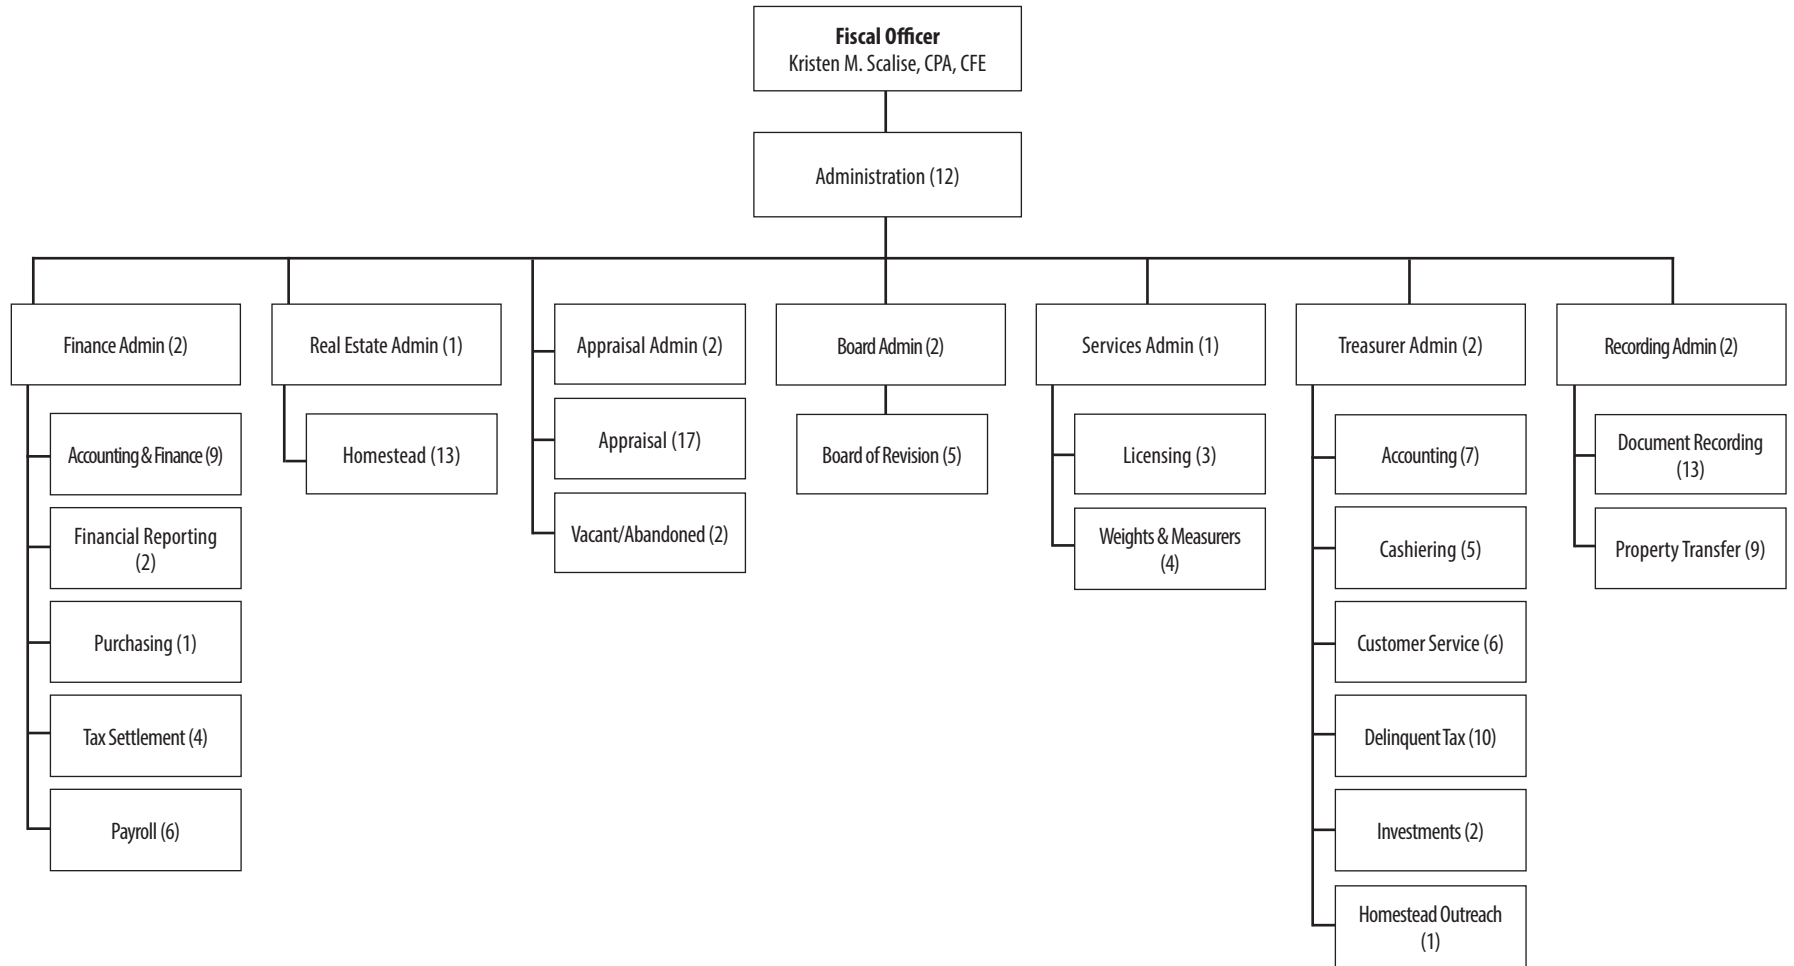 Fiscal Officer
Kristen M. Scalise, CPA, CFE
Administration (12)
Finance Admin (2)
Accounting & Finance (9)
Financial Reporting
(2)
Purchasing (1)
Tax Settlement (4)
Payroll (6)
Real Estate Admin (1)
Homestead (13)
Appraisal Admin (2)
Appraisal (17)
Vacant/Abandoned (2)
Board Admin (2)
Board of Revision (5)
Services Admin (1)
Licensing (3)
Weights & Measurers
(4)
Treasurer Admin (2)
Accounting (7)
Cashiering (5)
Customer Service (6)
Delinquent Tax (10)
Investments (2)
Homestead Outreach
(1)
Recording Admin (2)
Document Recording
(13)
Property Transfer (9)